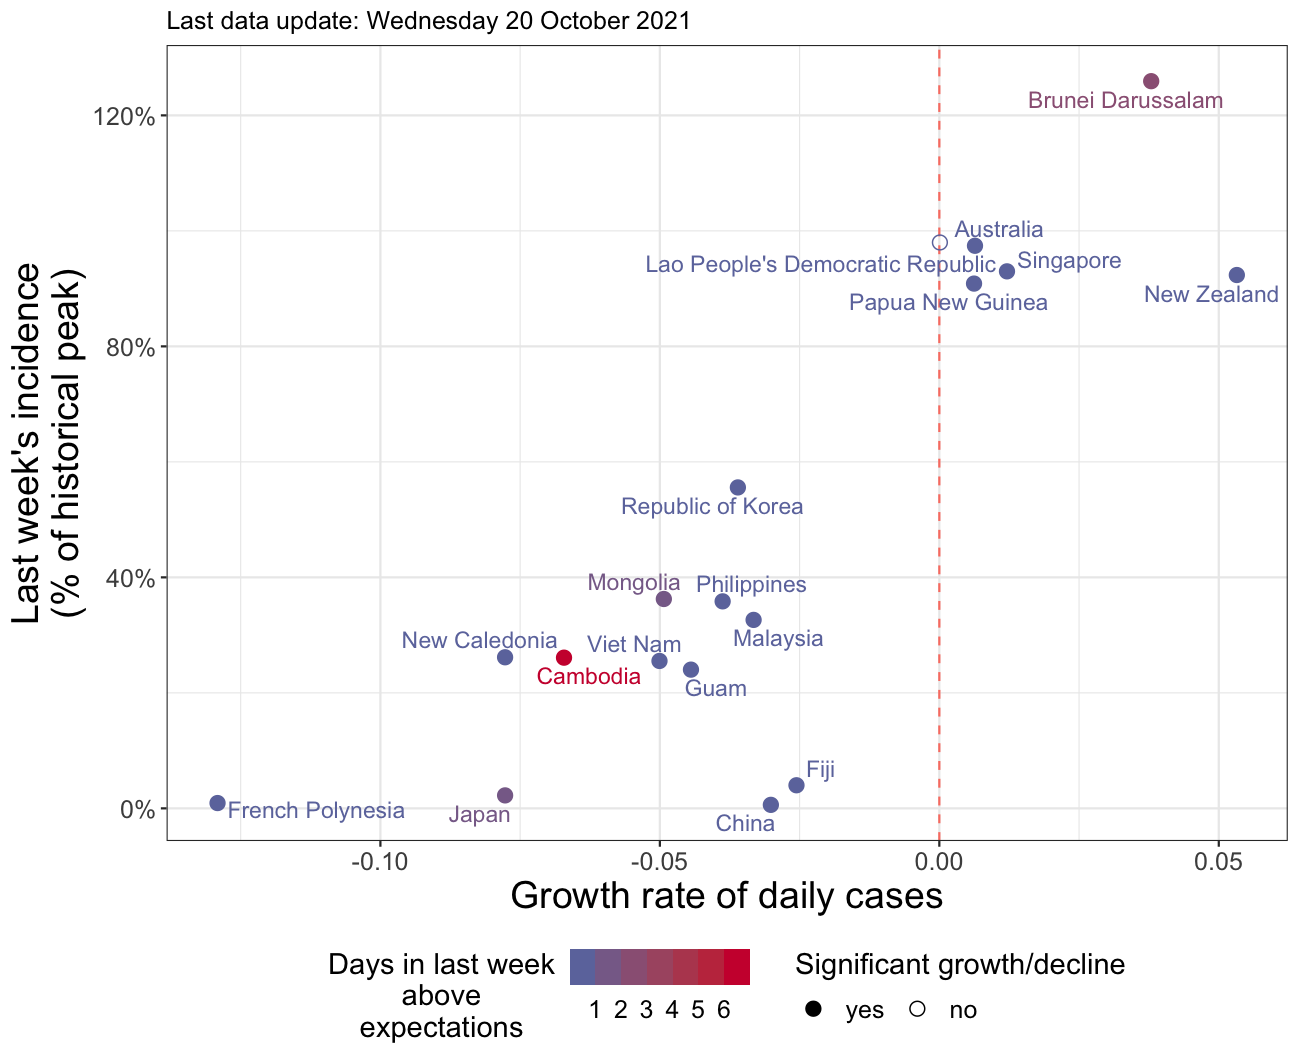 Last data update: Wednesday 20 October 2021
Last week's incidence
(% of historical peak)
120%
80%
40%
0%
Brunei Darussalam
Australia
Lao People's Democratic Republic
Singapore
Papua New Guinea
New Zealand
Republic of Korea
Mongolia
Philippines
Malaysia
New Caledonia
Viet Nam
Cambodia
Guam
Fiji
French Polynesia
Japan
China
-0.10
-0.05
0.00
0.05
Growth rate of daily cases
Days in last week
above
expectations
1 2 3 4 5 6
Significant growth/decline
yes
no